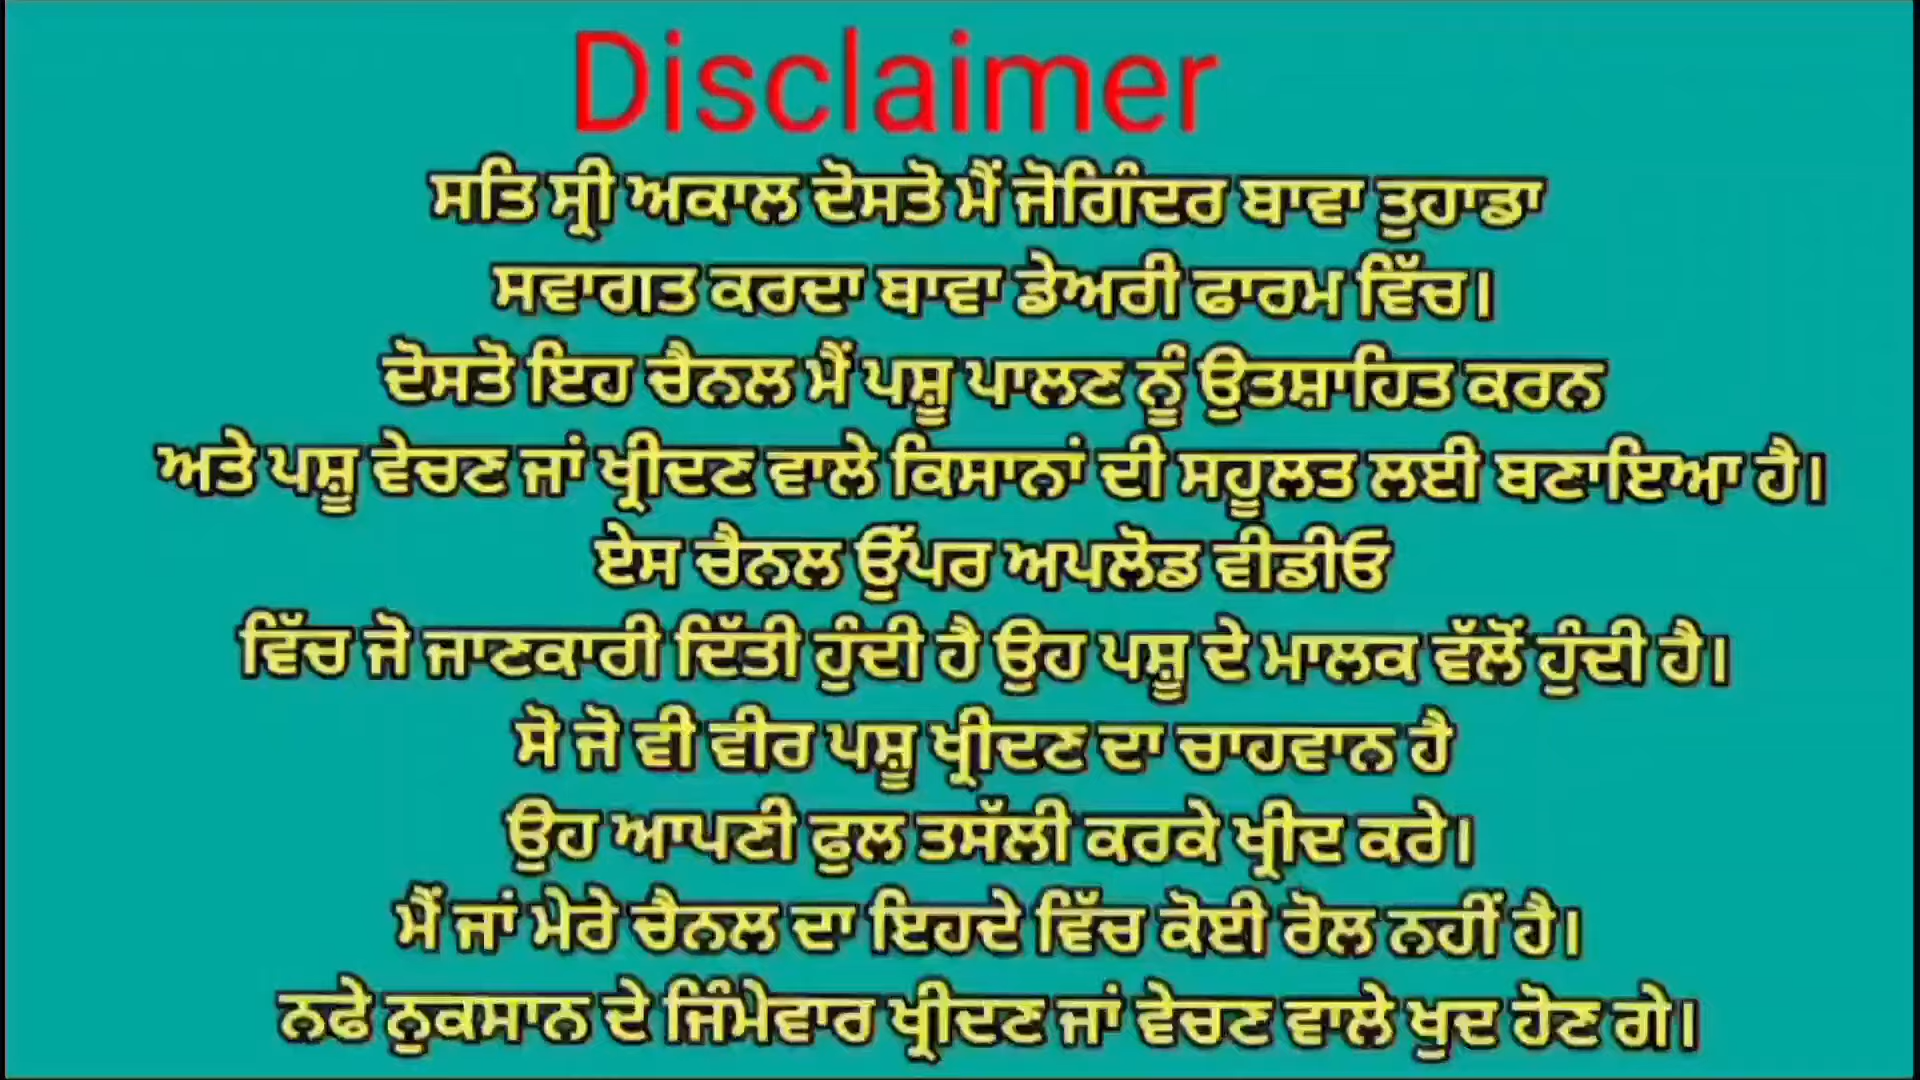 Disclaimer
ਸਤਿ ਸ੍ਰੀ ਅਕਾਲ ਦੋਸਤੋ ਮੈਂ ਜੋਗਿੰਦਰ ਬਾਵਾ ਤੁਹਾਡਾ
ਸਵਾਗਤ ਕਰਦਾ ਬਾਵਾ ਡੇਅਰੀ ਫਾਰਮ ਵਿੱਚ।
ਦੋਸਤੋ ਇਹ ਚੈਨਲ ਮੈਂ ਪਸ਼ੂ ਪਾਲਣ ਨੂੰ ਉਤਸ਼ਾਹਿਤ ਕਰਨ
ਅਤੇ ਪਸ਼ੂ ਵੇਚਣ ਜਾਂ ਖ੍ਰੀਦਣ ਵਾਲੇ ਕਿਸਾਨਾਂ ਦੀ ਸਹੂਲਤ ਲਈ ਬਣਾਇਆ ਹੈ।
ਏਸ ਚੈਨਲ ਉੱਪਰ ਅਪਲੋਡ ਵੀਡੀਓ
ਵਿੱਚ ਜੋ ਜਾਣਕਾਰੀ ਦਿੱਤੀ ਹੁੰਦੀ ਹੈ ਉਹ ਪਸ਼ੂ ਦੇ ਮਾਲਕ ਵੱਲੋਂ ਹੁੰਦੀ ਹੈ।
ਸੋ ਜੋ ਵੀ ਵੀਰ ਪਸ਼ੂ ਖ੍ਰੀਦਣ ਦਾ ਚਾਹਵਾਨ ਹੈ
ਉਹ ਆਪਣੀ ਫੁਲ ਤਸੱਲੀ ਕਰਕੇ ਖ੍ਰੀਦ ਕਰੇ।
ਮੈਂ ਜਾਂ ਮੇਰੇ ਚੈਨਲ ਦਾ ਇਹਦੇ ਵਿੱਚ ਕੋਈ ਰੋਲ ਨਹੀਂ ਹੈ।
ਨਫੇ ਨੁਕਸਾਨ ਦੇ ਜਿੰਮੇਵਾਰ ਖ੍ਰੀਦਣ ਜਾਂ ਵੇਚਣ ਵਾਲੇ ਖੁਦ ਹੋਣ ਗੇ।